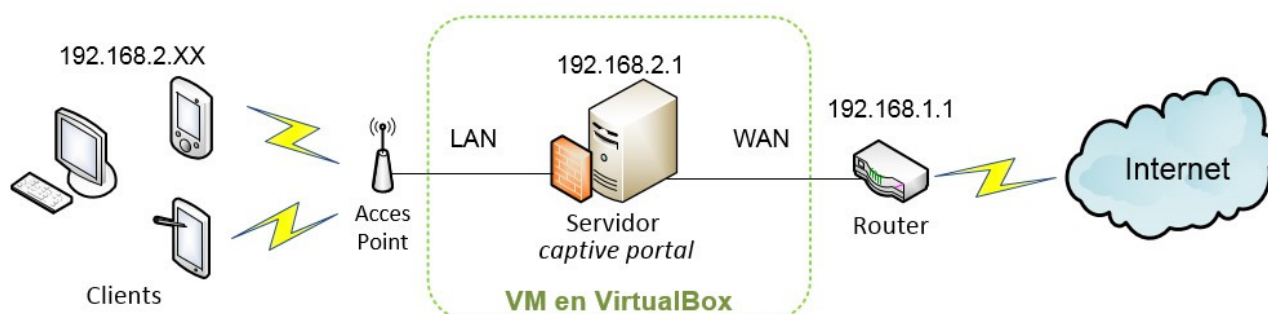 192.168.2.XX
Clients
Acces
Point
LAN
192.168.2.1
Servidor
captive portal
VM en VirtualBox
WAN
192.168.1.1
Router
Internet